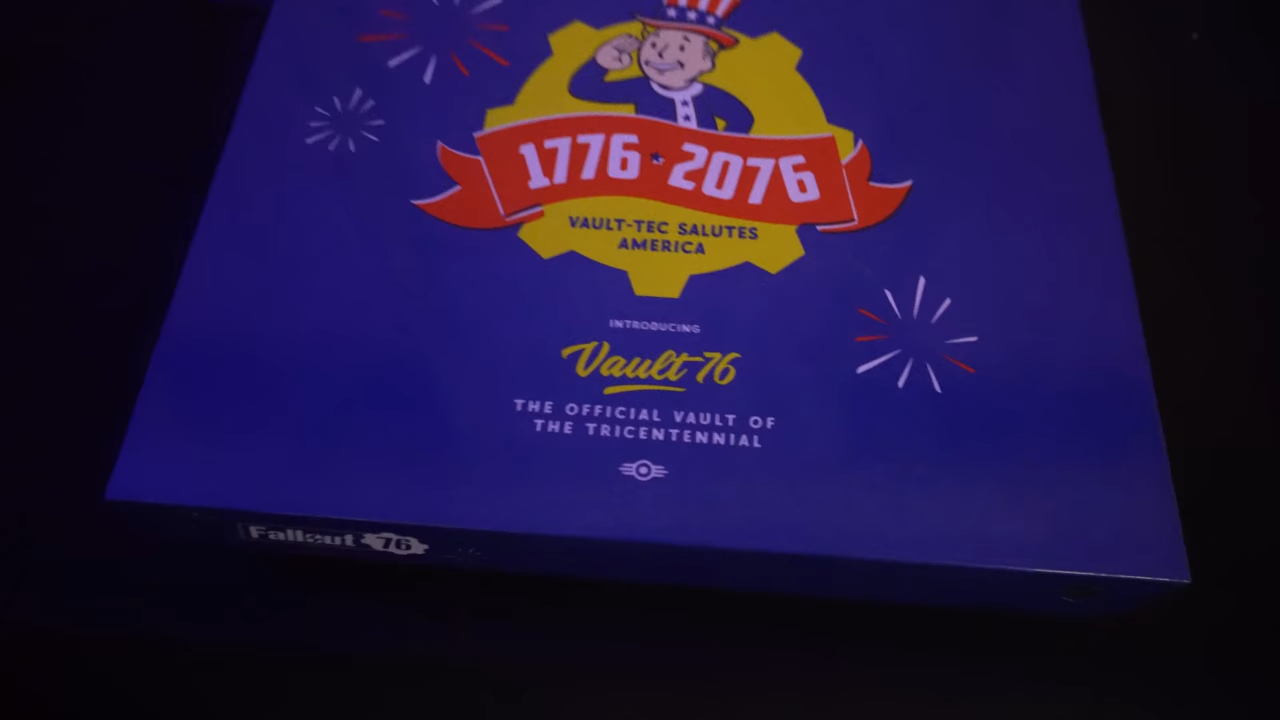 1776 ★ 2076
VAULT-TEC SALUTES
AMERICA
INTRODUCING
Vault 76
THE OFFICIAL VAULT OF
THE TRICENTENNIAL
Fallout 76